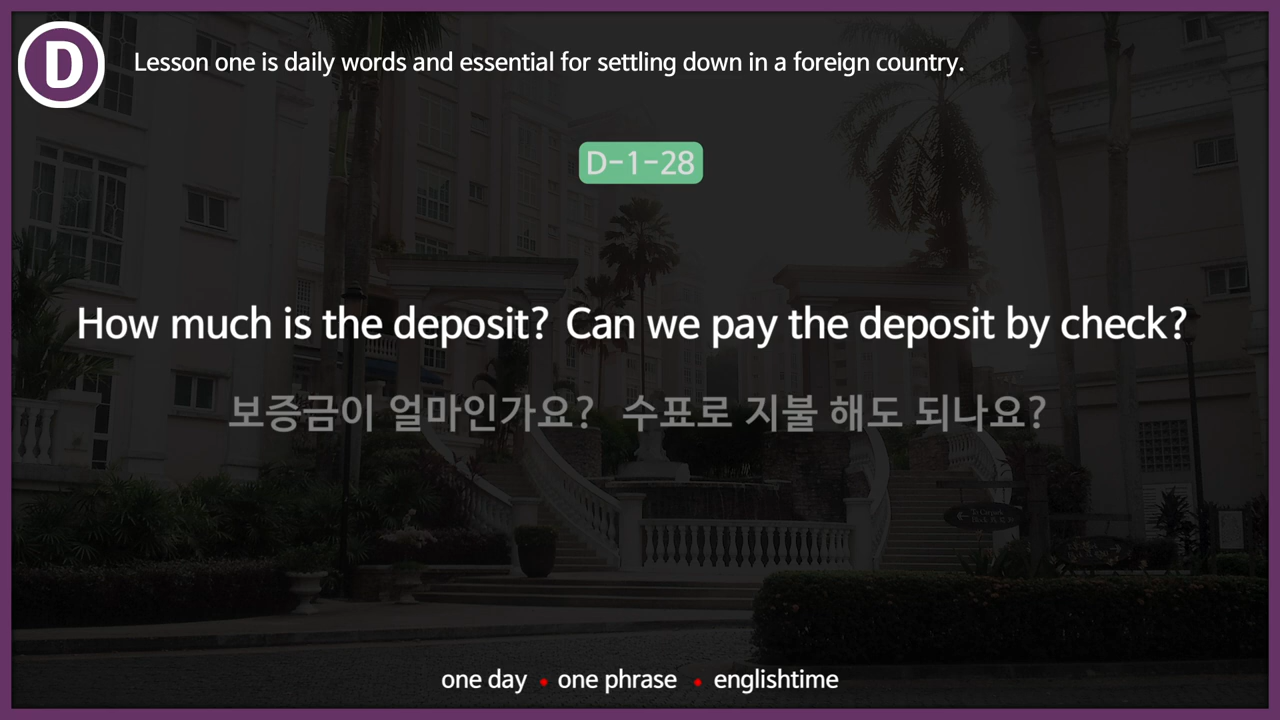 D
Lesson one is daily words and essential for settling down in a foreign country.
D-1-28
How much is the deposit? Can we pay the deposit by check?
보증금이 얼마인가요? 수표로 지불 해도 되나요?
one day • one phrase • englishtime